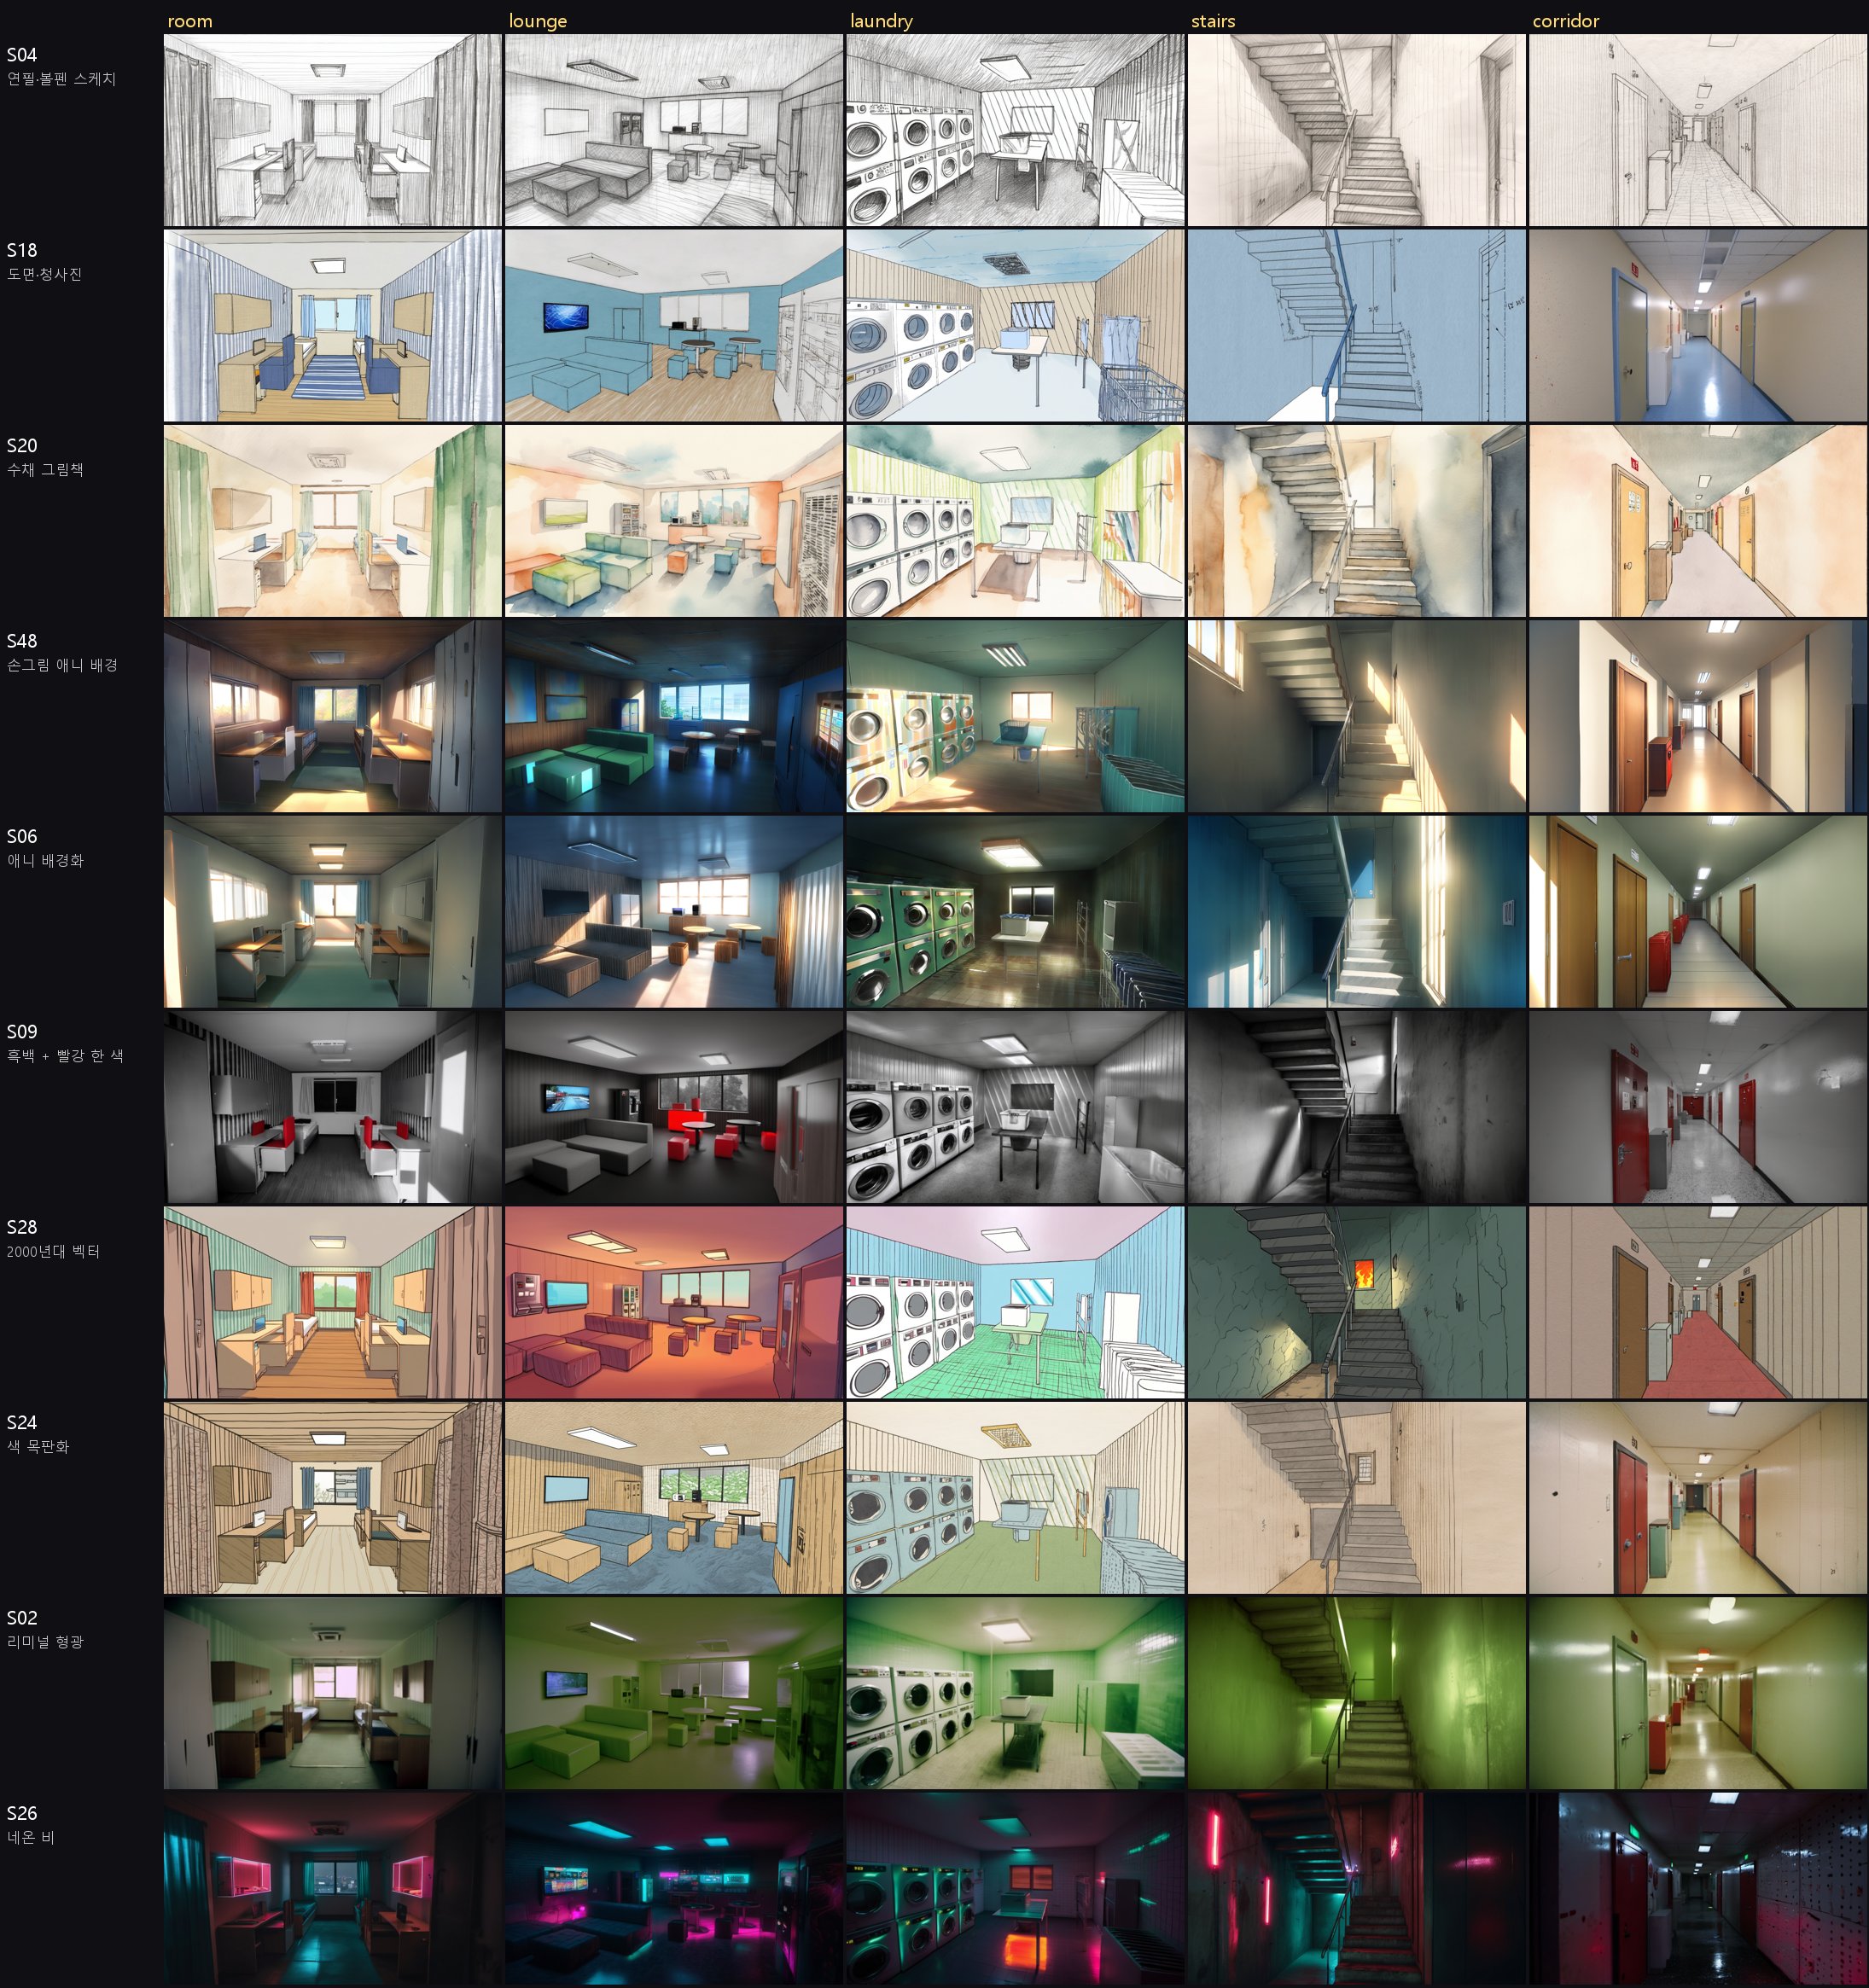 room lounge laundry stairs corridor
S04
연필·볼펜 스케치
S18
도면·청사진
S20
수채 그림책
S48
손그림 애니 배경
S06
애니 배경화
S09
흑백 + 빨강 한 색
S28
2000년대 벡터
S24
색 목판화
S02
리미널 형광
S26
네온 비